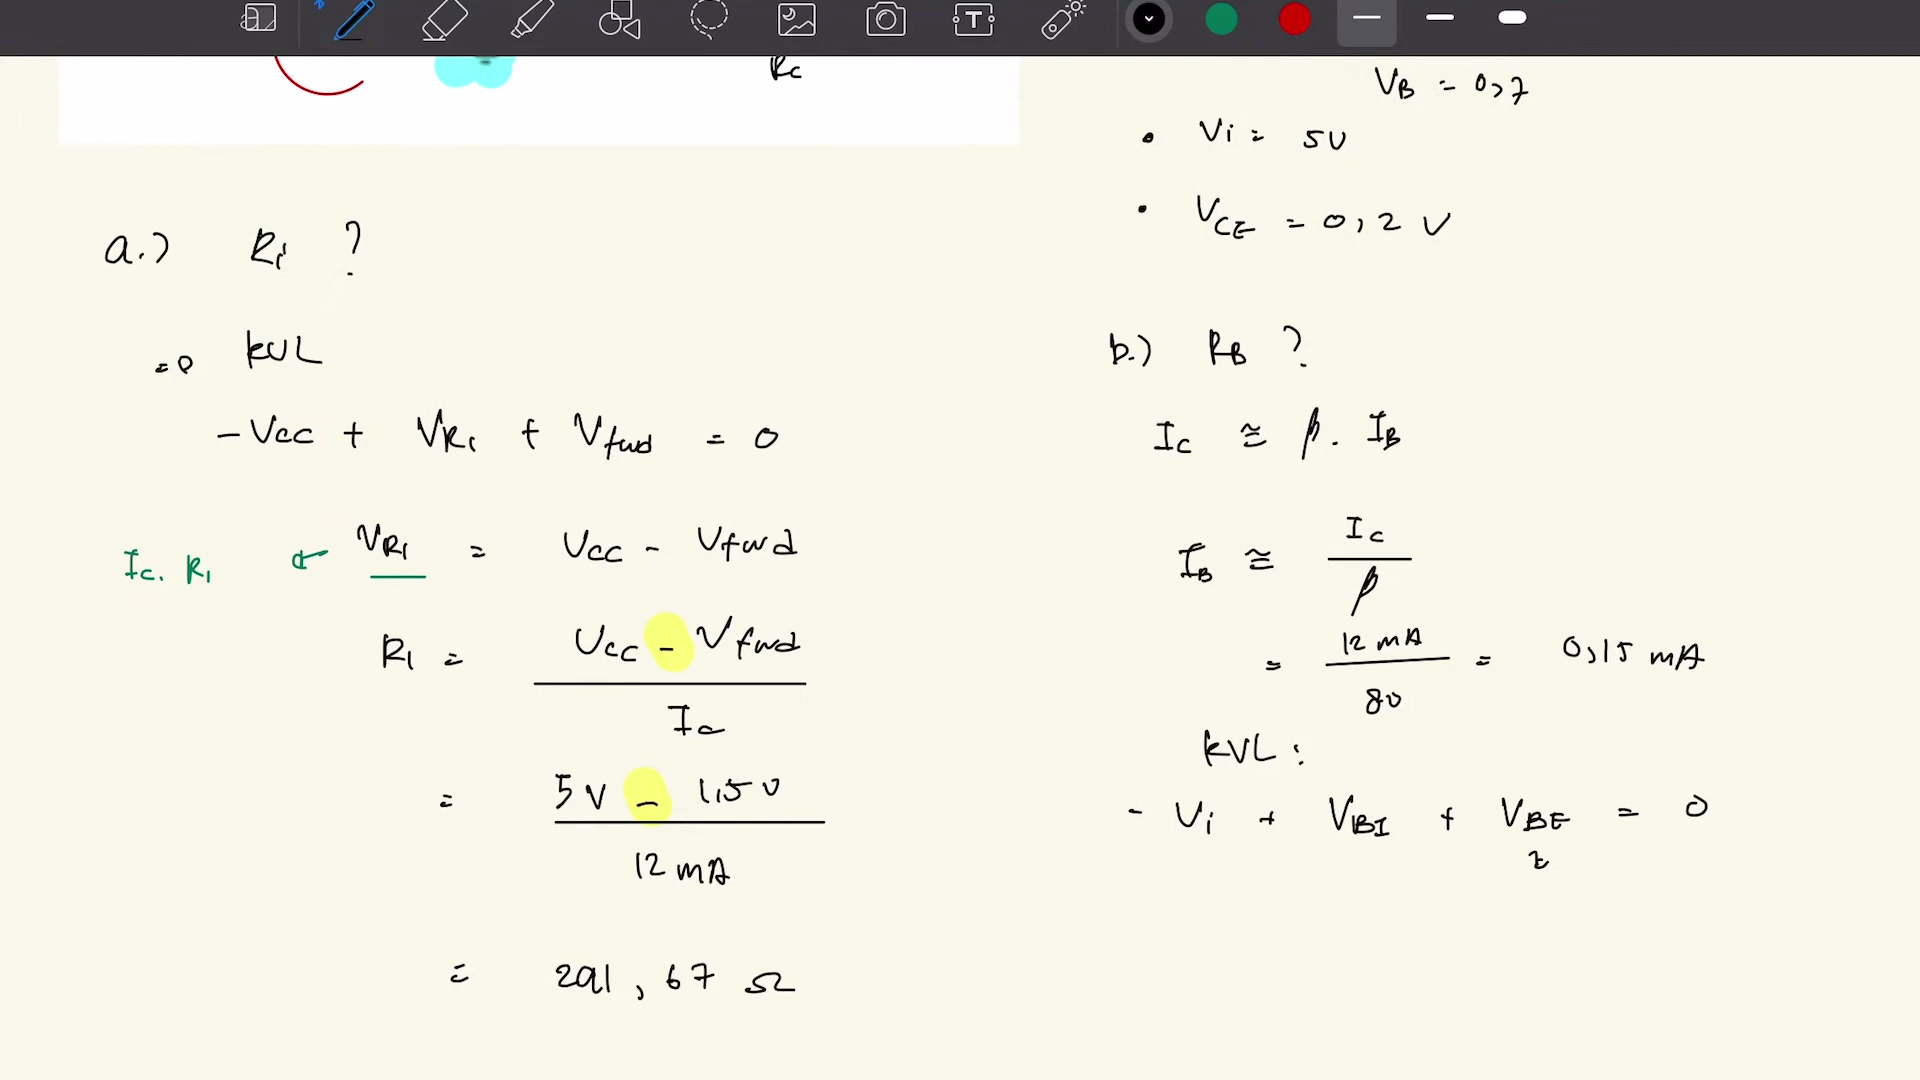 Rc
a.) R1 ?
⇒ KVL
- Vcc + VR1 + Vfwd = 0
Ic. R1 ← VR1 = Vcc - Vfwd
R1 = Vcc - Vfwd
Ic
= 5V - 1,5V
12 mA
= 291,67 Ω
VB = 0,7
• Vi = 5V
• VCE = 0,2 V
b.) RB ?
Ic ≅ β . IB
IB ≅ Ic
β
= 12 mA = 0,15 mA
80
KVL :
- Vi + VBI + VBE = 0